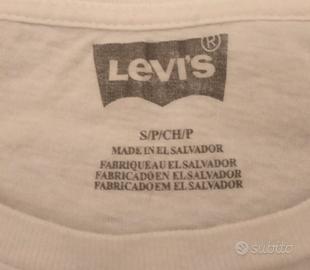 LEVI'S®
S/P/CH/P
MADE IN EL SALVADOR
FABRIQUEAU EL SALVADOR
FABRICADO EN EL SALVADOR
FABRICADO EM EL SALVADOR
subito